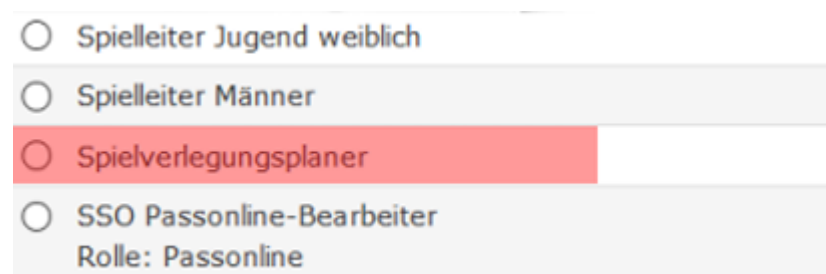 Spielleiter Jugend weiblich
Spielleiter Männer
Spielverlegungsplaner
SSO Passonline-Bearbeiter
Rolle: Passonline